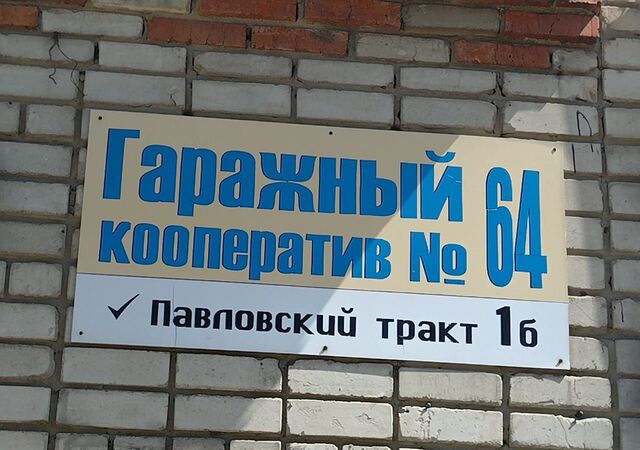 Гаражный
кооператив № 64
✓ Павловский тракт 1б